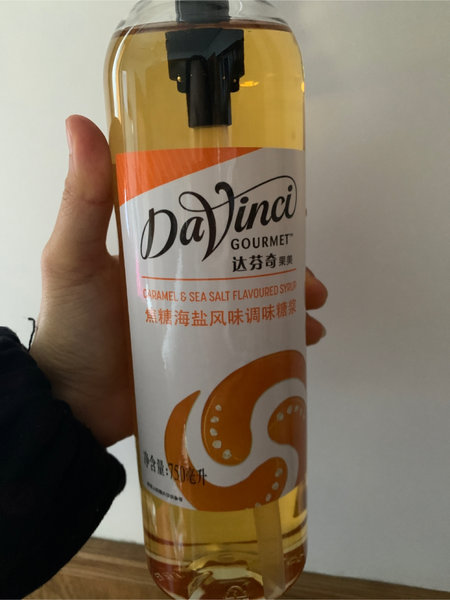 DaVinci
GOURMET™
达芬奇果美
CARAMEL & SEA SALT FLAVOURED SYRUP
焦糖海盐风味调味糖浆
净含量:750毫升